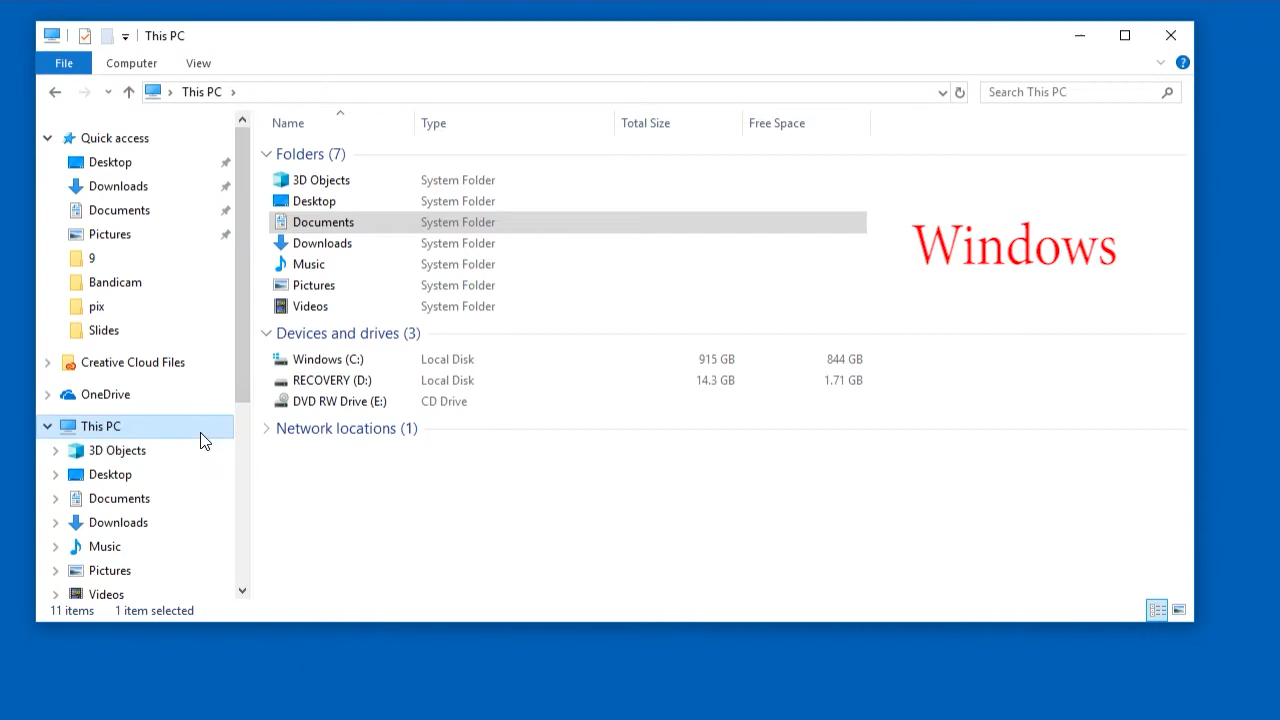 This PC
File Computer View
This PC
Search This PC
Quick access
Desktop
Downloads
Documents
Pictures
9
Bandicam
pix
Slides
Creative Cloud Files
OneDrive
This PC
3D Objects
Desktop
Documents
Downloads
Music
Pictures
Videos
Name Type Total Size Free Space
Folders (7)
3D Objects System Folder
Desktop System Folder
Documents System Folder
Downloads System Folder
Music System Folder
Pictures System Folder
Videos System Folder
Devices and drives (3)
Windows (C:) Local Disk 915 GB 844 GB
RECOVERY (D:) Local Disk 14.3 GB 1.71 GB
DVD RW Drive (E:) CD Drive
Network locations (1)
Windows
11 items 1 item selected